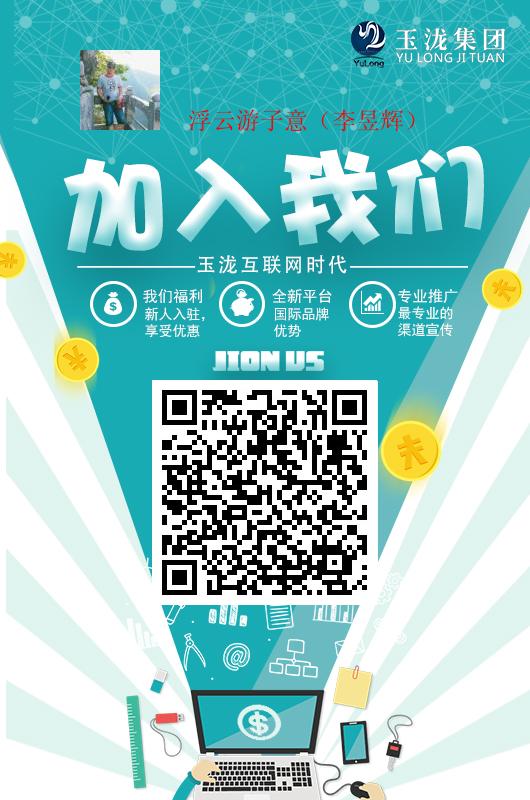 玉泷集团
YuLong
YU LONG JI TUAN
浮云游子意（李昱辉）
加入我们
玉泷互联网时代
我们福利
新人入驻，
享受优惠
全新平台
国际品牌
优势
专业推广
最专业的
渠道宣传
JION US